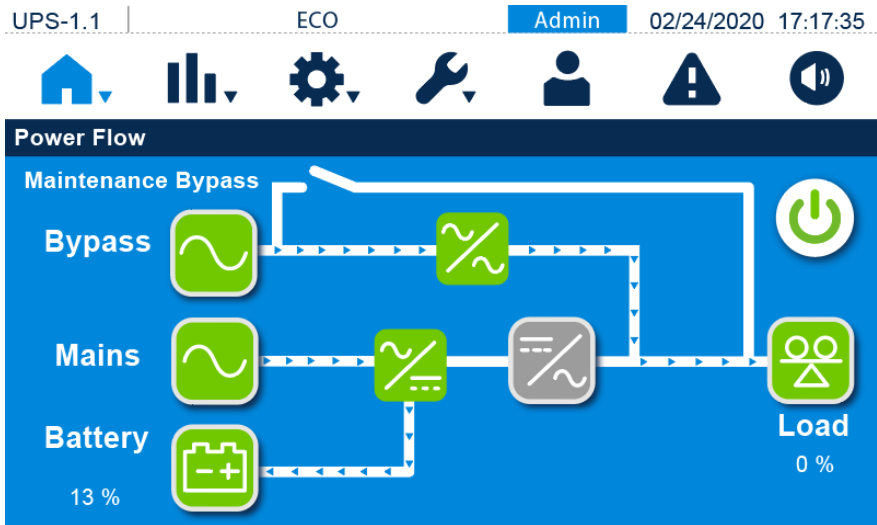 UPS-1.1 ECO Admin 02/24/2020 17:17:35
Power Flow
Maintenance Bypass
Bypass
Mains
Battery
13 %
Load
0 %